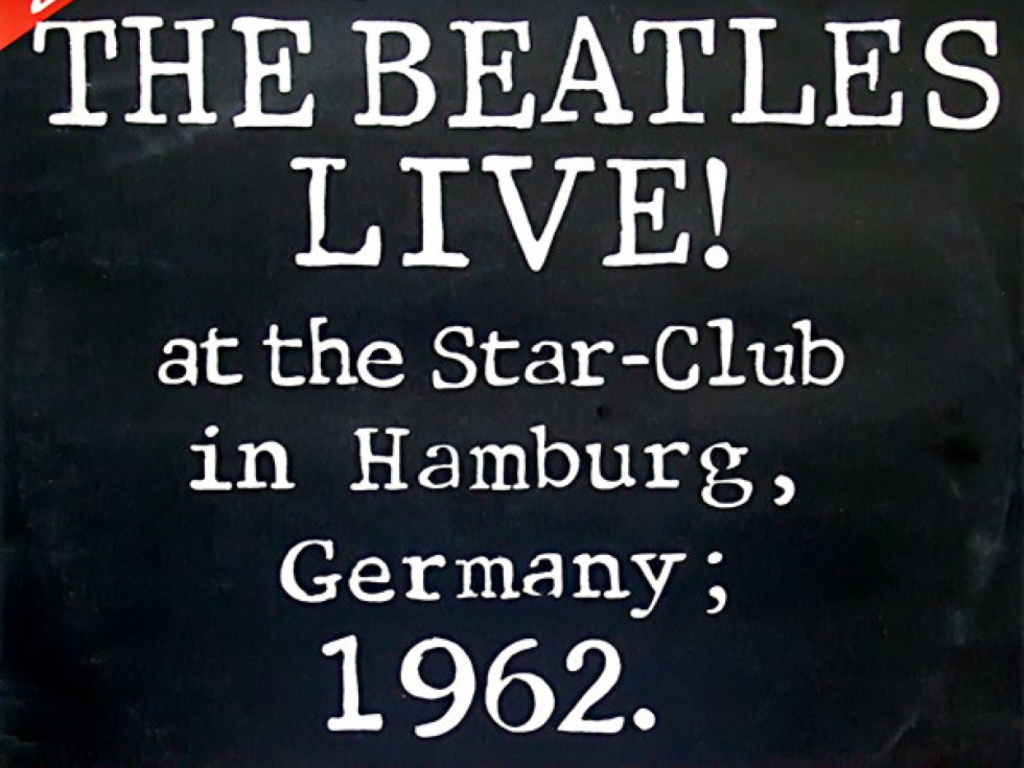 THE BEATLES
LIVE!
at the Star-Club
in Hamburg,
Germany;
1962.